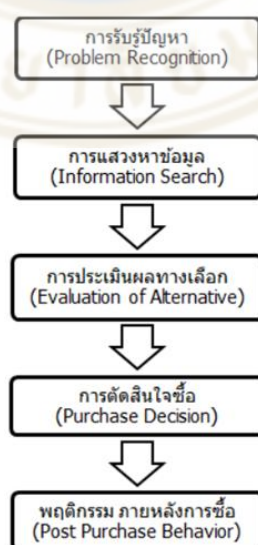 การรับรู้ปัญหา
(Problem Recognition)
การแสวงหาข้อมูล
(Information Search)
การประเมินผลทางเลือก
(Evaluation of Alternative)
การตัดสินใจซื้อ
(Purchase Decision)
พฤติกรรม ภายหลังการซื้อ
(Post Purchase Behavior)